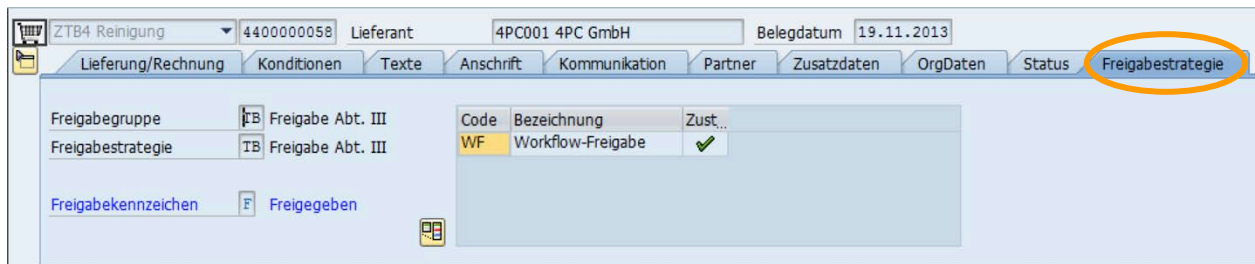 ZTB4 Reinigung 4400000058 Lieferant 4PC001 4PC GmbH Belegdatum 19.11.2013
Lieferung/Rechnung Konditionen Texte Anschrift Kommunikation Partner Zusatzdaten OrgDaten Status Freigabestrategie
Freigabegruppe TB Freigabe Abt. III Code Bezeichnung Zust...
Freigabestrategie TB Freigabe Abt. III WF Workflow-Freigabe
Freigabekennzeichen F Freigegeben